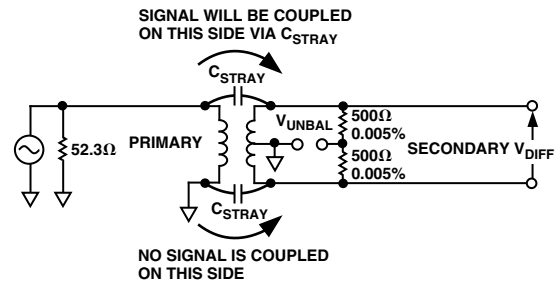 SIGNAL WILL BE COUPLED
ON THIS SIDE VIA CSTRAY
CSTRAY
VUNBAL
500Ω
0.005%
52.3Ω
PRIMARY
SECONDARY VDIFF
500Ω
0.005%
CSTRAY
NO SIGNAL IS COUPLED
ON THIS SIDE